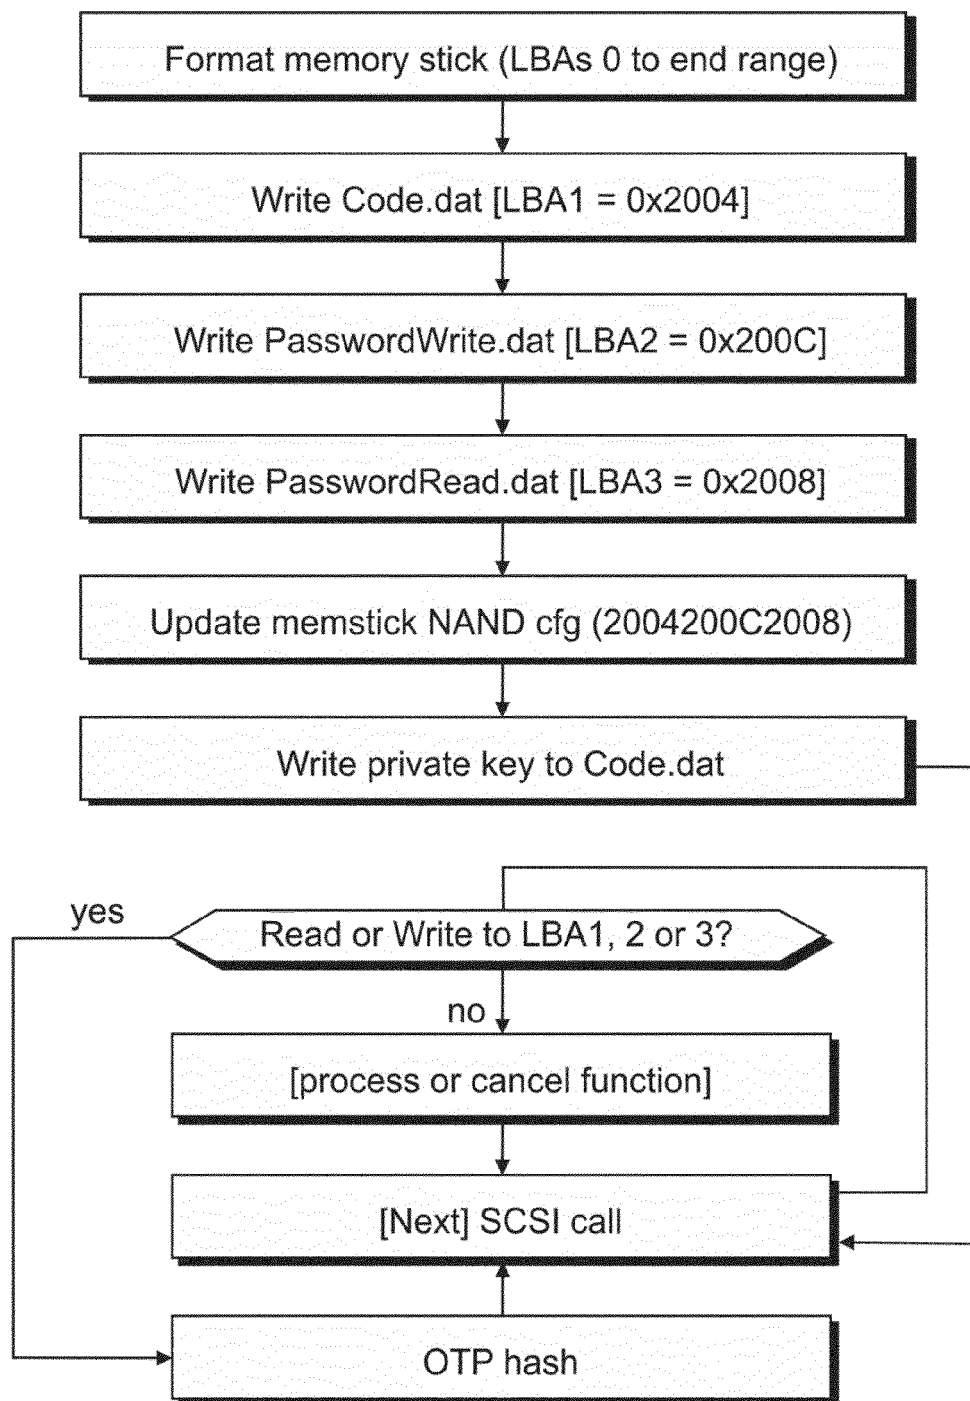 Format memory stick (LBAs 0 to end range)
Write Code.dat [LBA1 = 0x2004]
Write PasswordWrite.dat [LBA2 = 0x200C]
Write PasswordRead.dat [LBA3 = 0x2008]
Update memstick NAND cfg (2004200C2008)
Write private key to Code.dat
yes
Read or Write to LBA1, 2 or 3?
no
[process or cancel function]
[Next] SCSI call
OTP hash